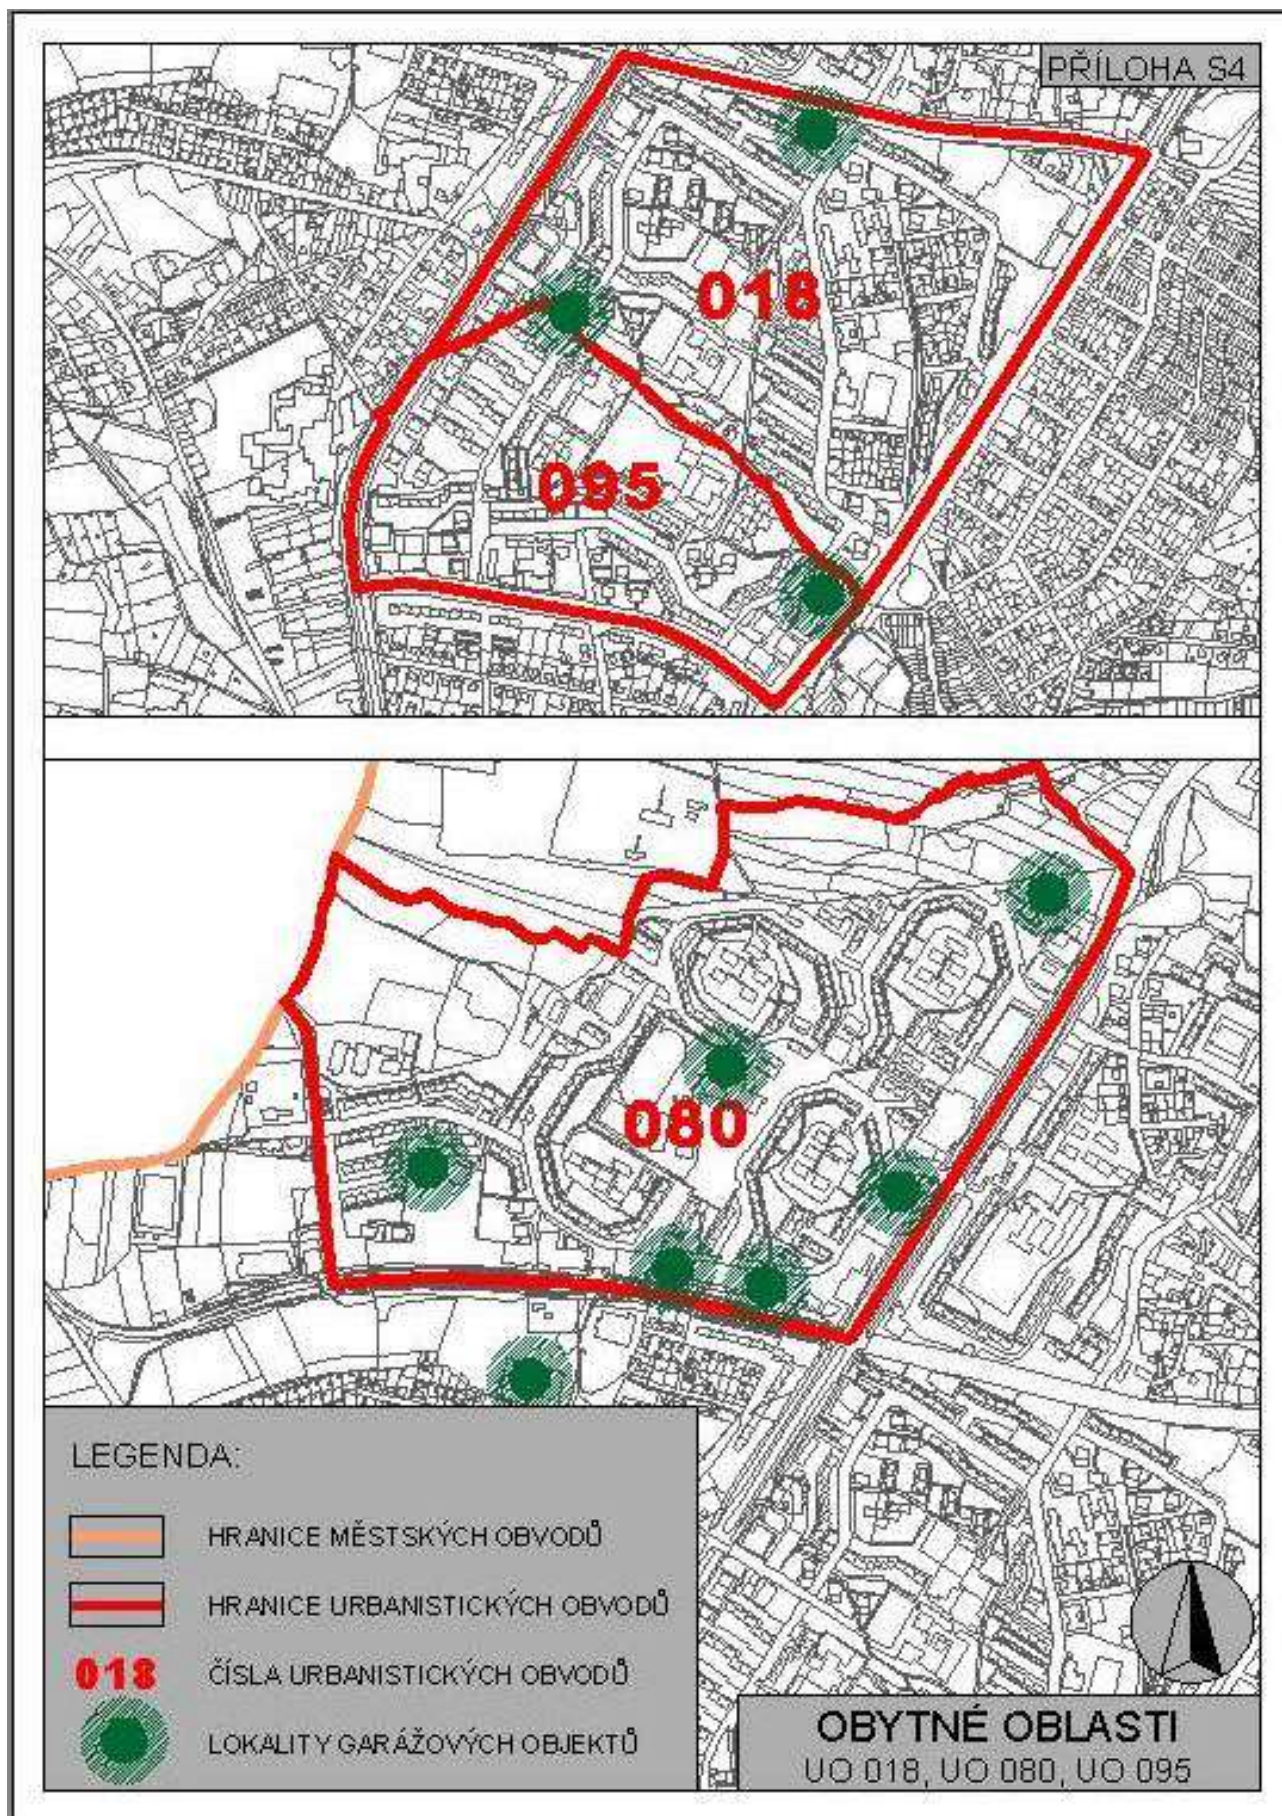 PŘÍLOHA S4
018
095
080
LEGENDA:
HRANICE MĚSTSKÝCH OBVODŮ
HRANICE URBANISTICKÝCH OBVODŮ
018 ČÍSLA URBANISTICKÝCH OBVODŮ
LOKALITY GARÁŽOVÝCH OBJEKTŮ
OBYTNÉ OBLASTI
UO 018, UO 080, UO 095